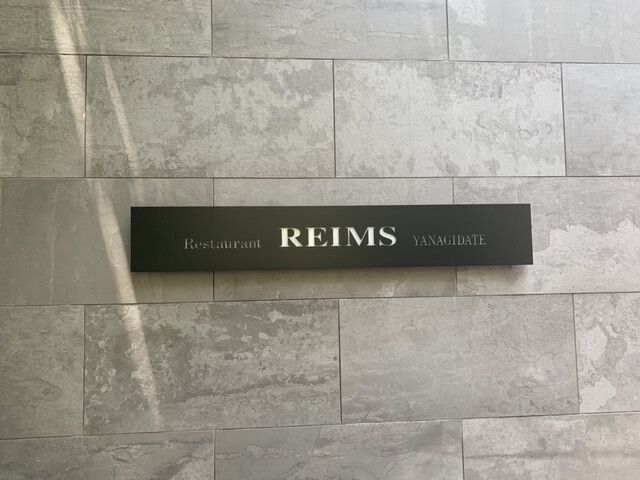 Restaurant REIMS YANAGIDATE